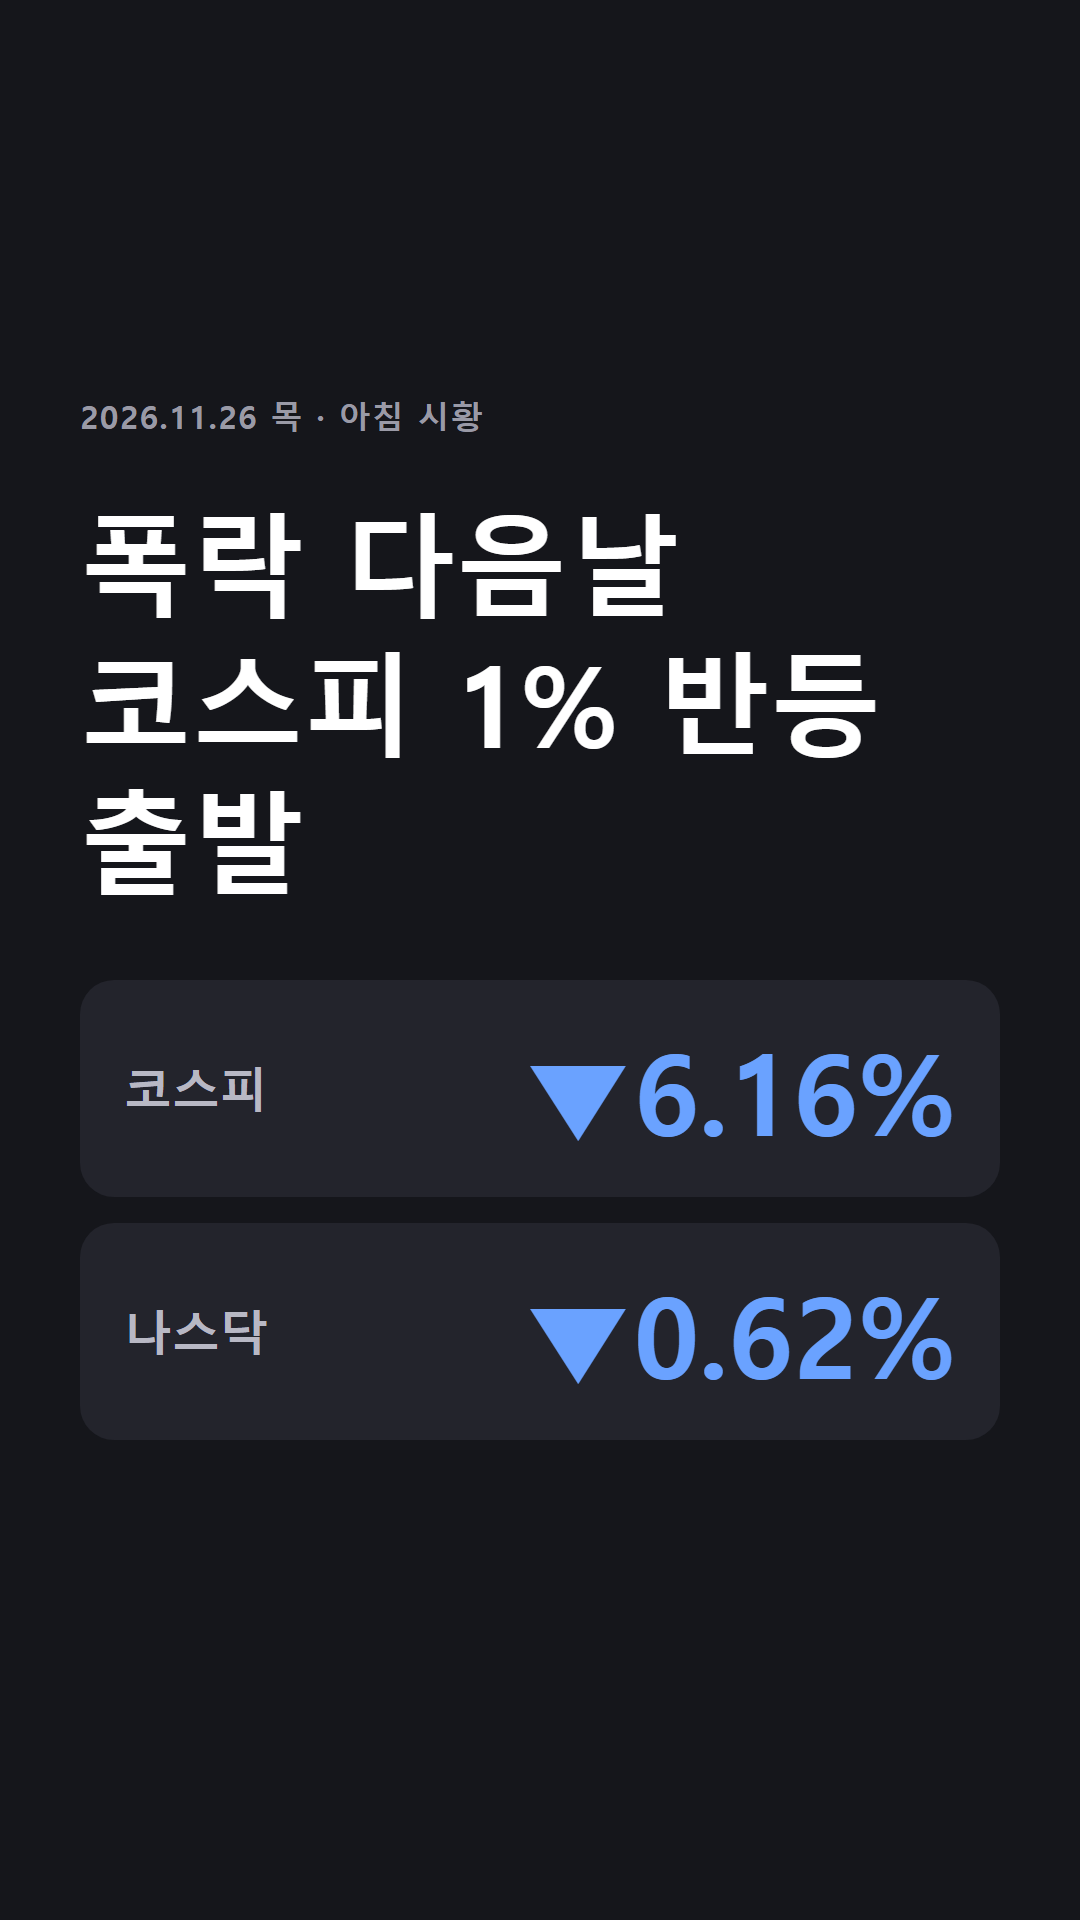 2026.11.26 목 · 아침 시황
폭락 다음날
코스피 1% 반등
출발
코스피 ▼6.16%
나스닥 ▼0.62%